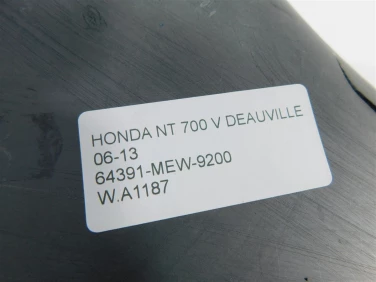 HONDA NT 700 V DEAUVILLE
06-13
64391-MEW-9200
W.A1187